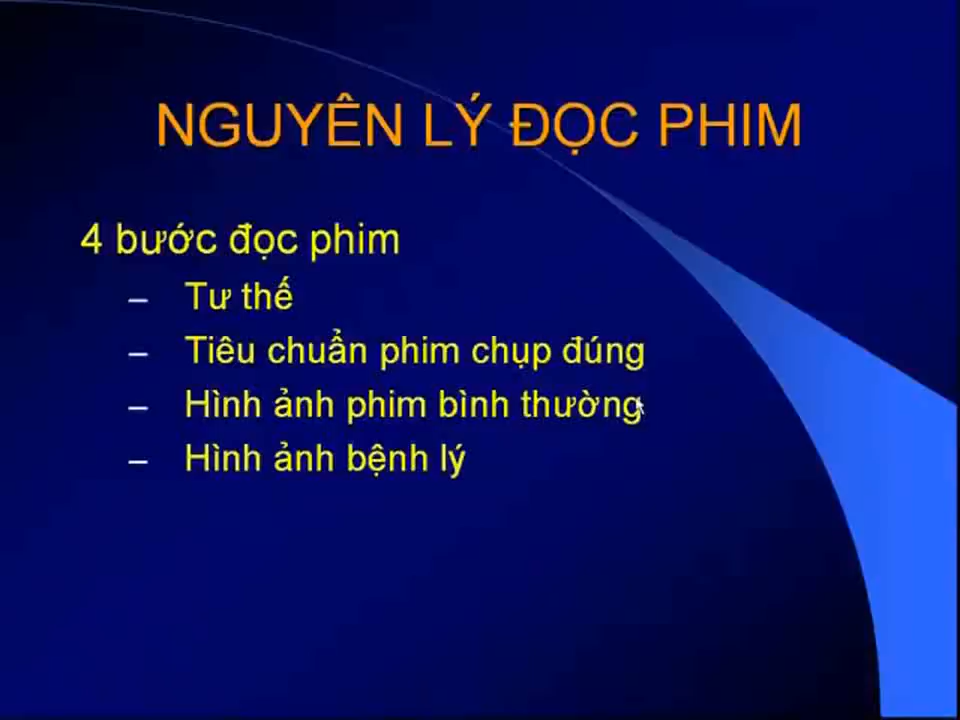 NGUYÊN LÝ ĐỌC PHIM
4 bước đọc phim
– Tư thế
– Tiêu chuẩn phim chụp đúng
– Hình ảnh phim bình thường
– Hình ảnh bệnh lý